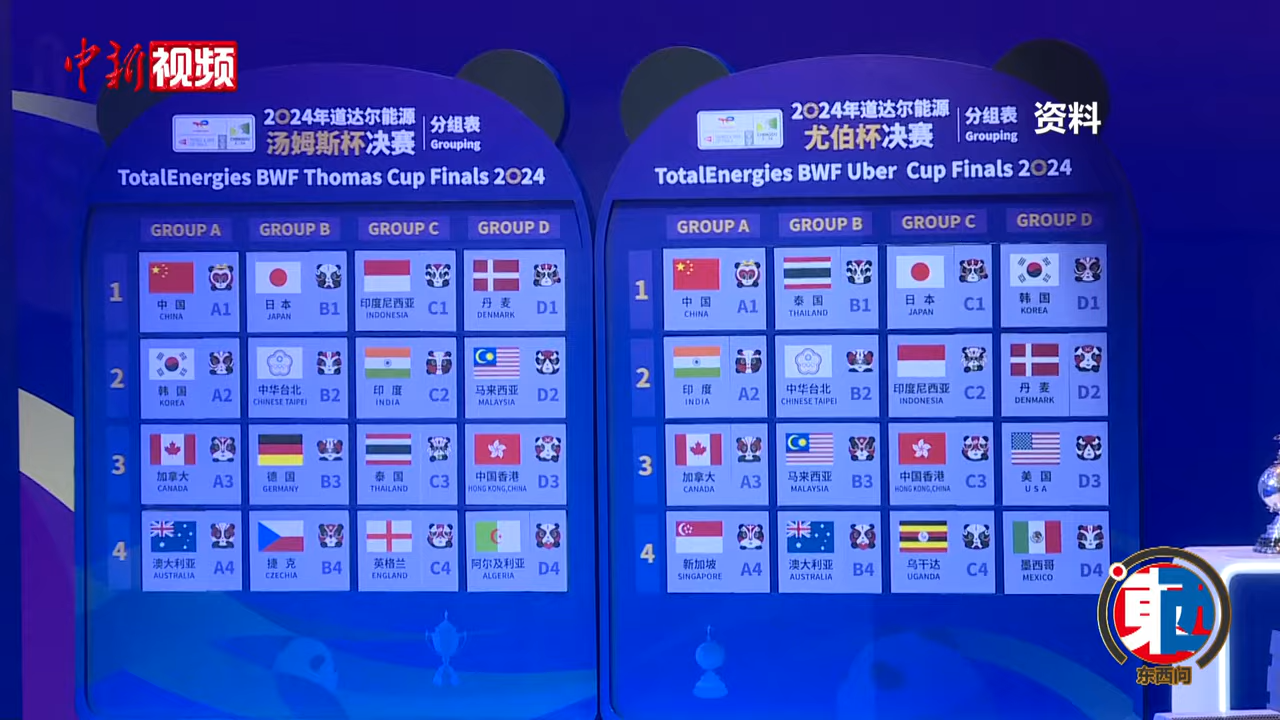 中新视频
资料
2024年道达尔能源
汤姆斯杯决赛
分组表
Grouping
TotalEnergies BWF Thomas Cup Finals 2024
GROUP A GROUP B GROUP C GROUP D
1
中国 CHINA A1
日本 JAPAN B1
印度尼西亚 INDONESIA C1
丹麦 DENMARK D1
2
韩国 KOREA A2
中华台北 CHINESE TAIPEI B2
印度 INDIA C2
马来西亚 MALAYSIA D2
3
加拿大 CANADA A3
德国 GERMANY B3
泰国 THAILAND C3
中国香港 HONG KONG,CHINA D3
4
澳大利亚 AUSTRALIA A4
捷克 CZECHIA B4
英格兰 ENGLAND C4
阿尔及利亚 ALGERIA D4
2024年道达尔能源
尤伯杯决赛
分组表
Grouping
TotalEnergies BWF Uber Cup Finals 2024
GROUP A GROUP B GROUP C GROUP D
1
中国 CHINA A1
泰国 THAILAND B1
日本 JAPAN C1
韩国 KOREA D1
2
印度 INDIA A2
中华台北 CHINESE TAIPEI B2
印度尼西亚 INDONESIA C2
丹麦 DENMARK D2
3
加拿大 CANADA A3
马来西亚 MALAYSIA B3
中国香港 HONG KONG,CHINA C3
美国 USA D3
4
新加坡 SINGAPORE A4
澳大利亚 AUSTRALIA B4
乌干达 UGANDA C4
墨西哥 MEXICO D4
东西问